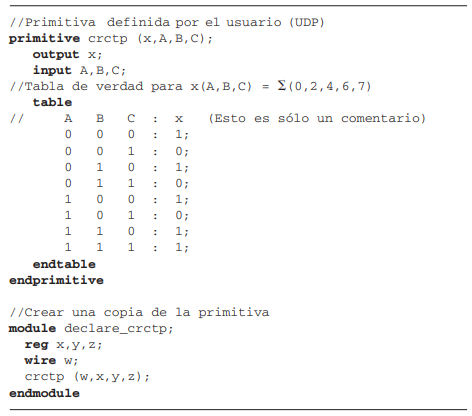 //Primitiva definida por el usuario (UDP)
primitive crctp (x,A,B,C);
   output x;
   input A,B,C;
//Tabla de verdad para x(A,B,C) = Σ(0,2,4,6,7)
   table
//     A   B   C  :  x   (Esto es sólo un comentario)
       0   0   0  :  1;
       0   0   1  :  0;
       0   1   0  :  1;
       0   1   1  :  0;
       1   0   0  :  1;
       1   0   1  :  0;
       1   1   0  :  1;
       1   1   1  :  1;
   endtable
endprimitive

//Crear una copia de la primitiva
module declare_crctp;
  reg x,y,z;
  wire w;
  crctp (w,x,y,z);
endmodule